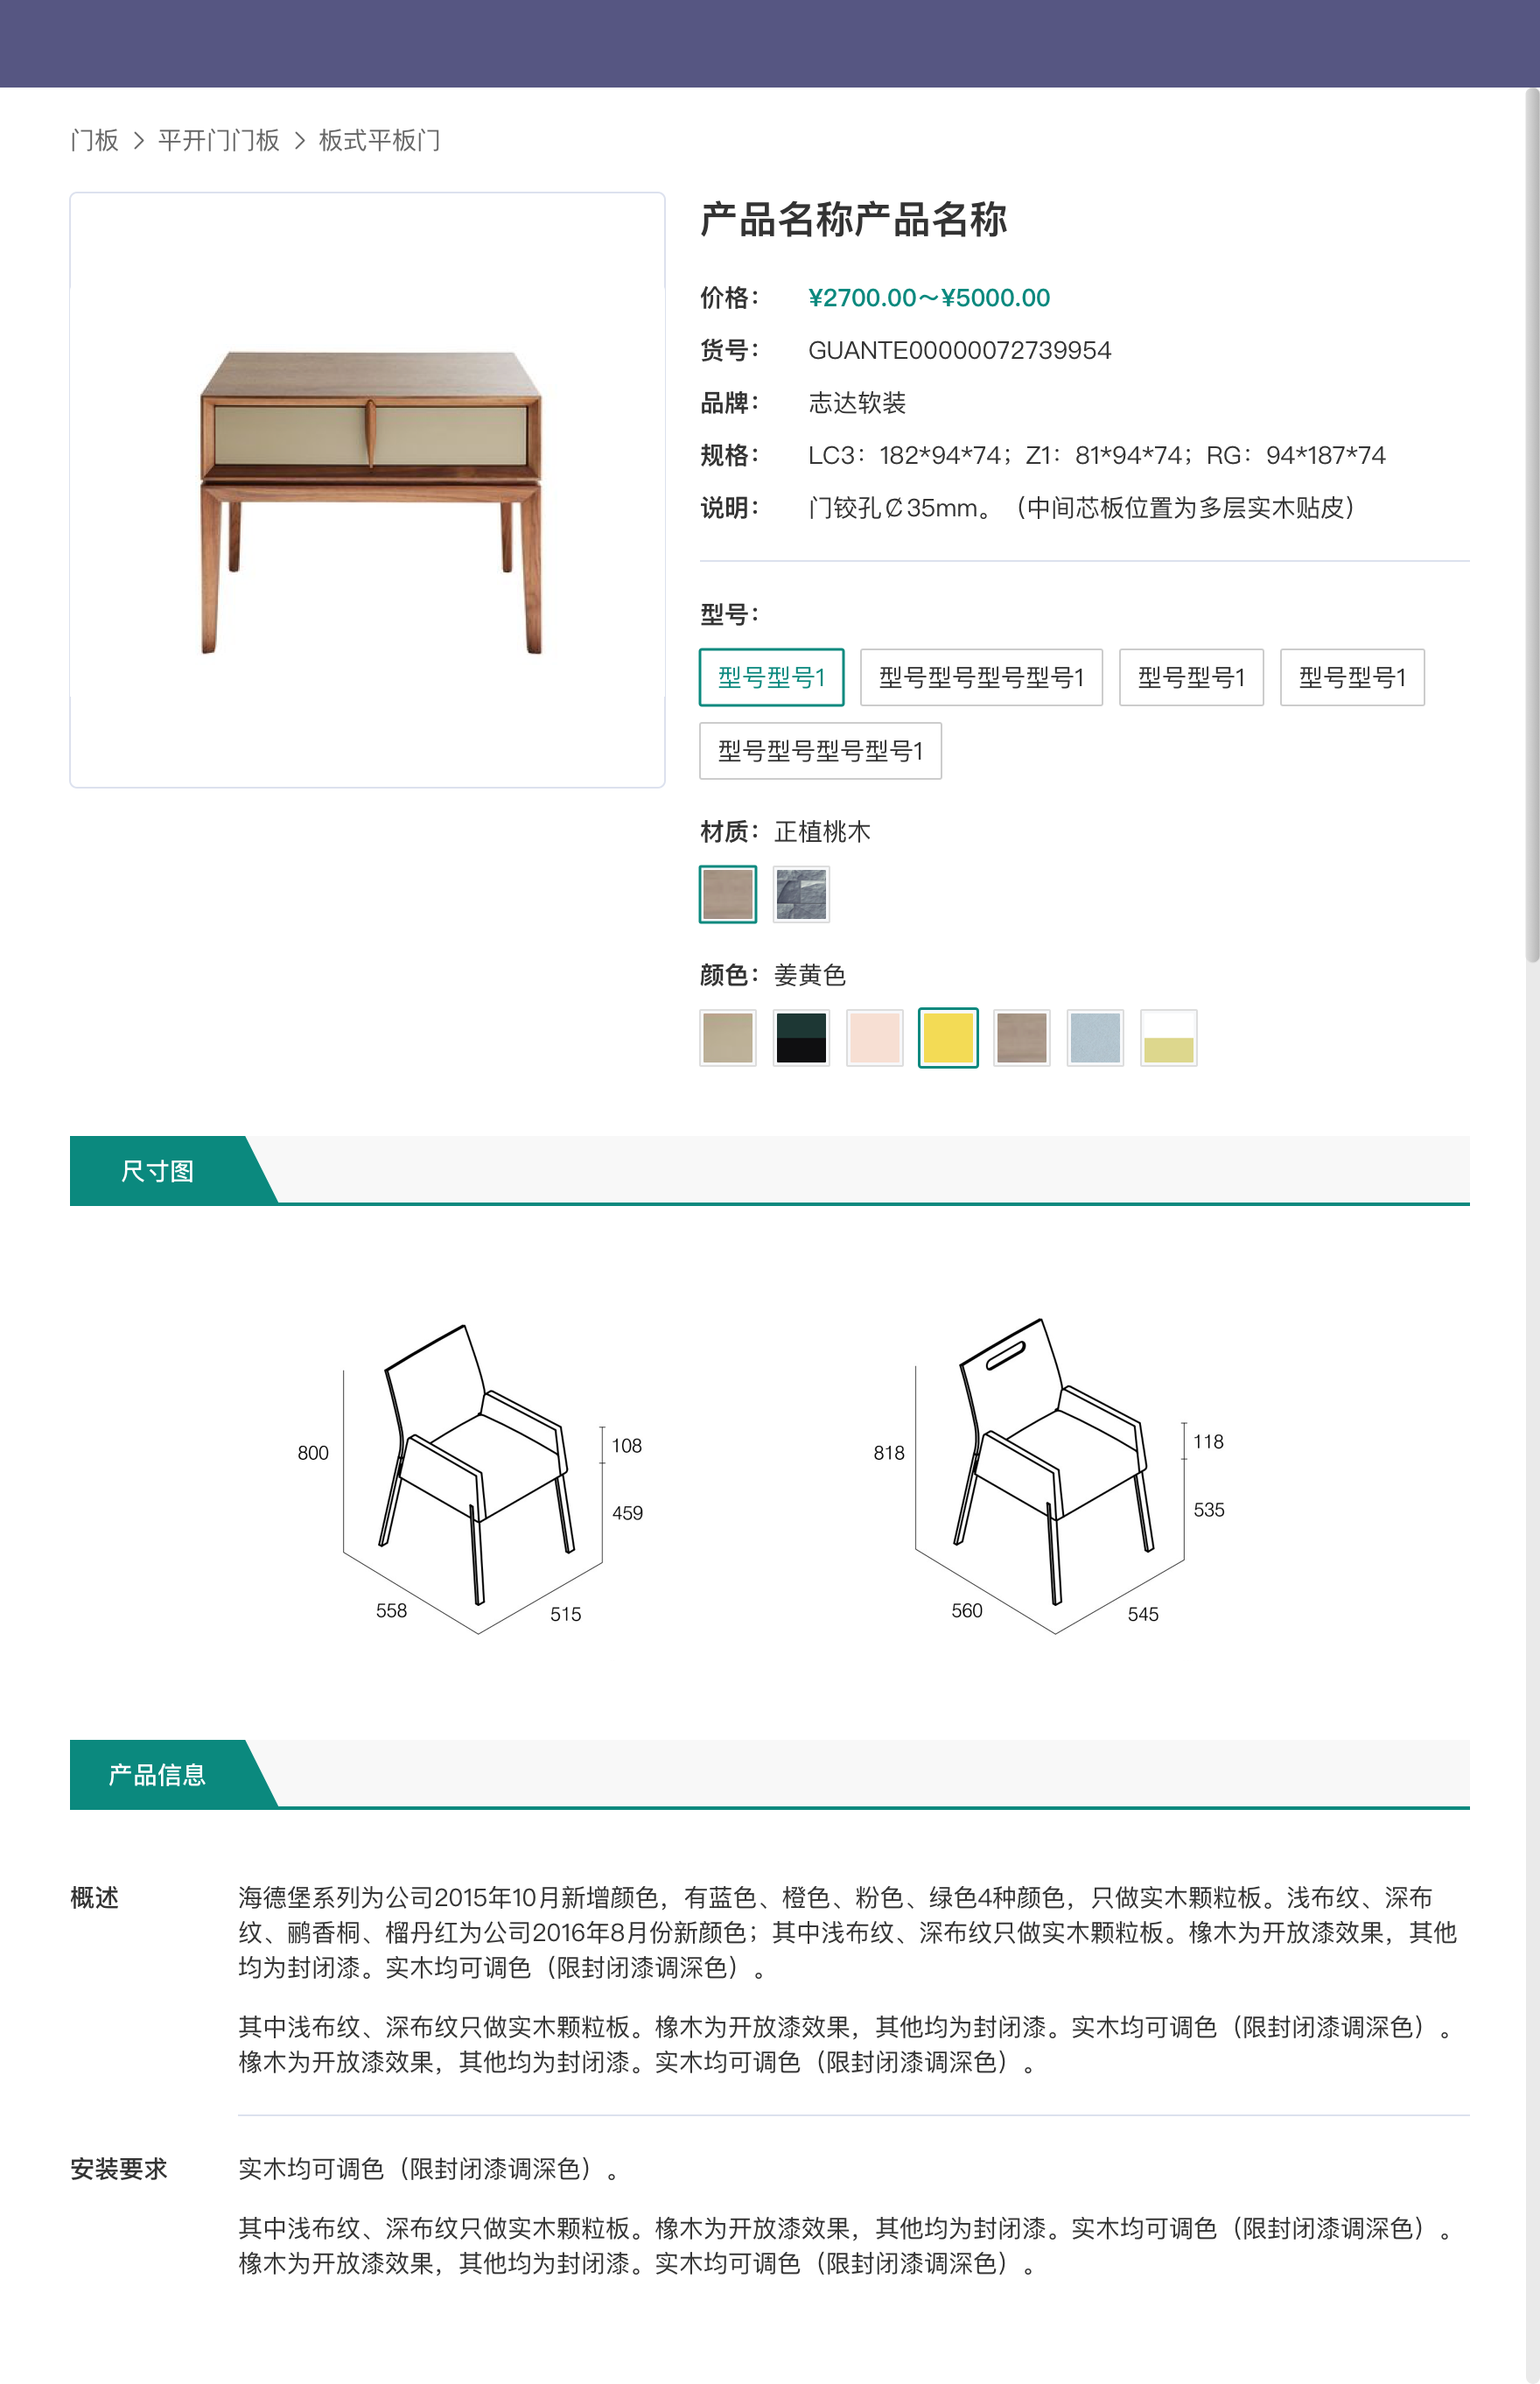 门板 > 平开门门板 > 板式平板门
产品名称产品名称
价格： ¥2700.00～¥5000.00
货号： GUANTE00000072739954
品牌： 志达软装
规格： LC3：182*94*74；Z1：81*94*74；RG：94*187*74
说明： 门铰孔₡35mm。（中间芯板位置为多层实木贴皮）
型号：
型号型号1 型号型号型号型号1 型号型号1 型号型号1
型号型号型号型号1
材质：正植桃木
颜色：姜黄色
尺寸图
800 108 459 558 515
818 118 535 560 545
产品信息
概述 海德堡系列为公司2015年10月新增颜色，有蓝色、橙色、粉色、绿色4种颜色，只做实木颗粒板。浅布纹、深布
纹、鹂香桐、榴丹红为公司2016年8月份新颜色；其中浅布纹、深布纹只做实木颗粒板。橡木为开放漆效果，其他
均为封闭漆。实木均可调色（限封闭漆调深色）。
其中浅布纹、深布纹只做实木颗粒板。橡木为开放漆效果，其他均为封闭漆。实木均可调色（限封闭漆调深色）。
橡木为开放漆效果，其他均为封闭漆。实木均可调色（限封闭漆调深色）。
安装要求 实木均可调色（限封闭漆调深色）。
其中浅布纹、深布纹只做实木颗粒板。橡木为开放漆效果，其他均为封闭漆。实木均可调色（限封闭漆调深色）。
橡木为开放漆效果，其他均为封闭漆。实木均可调色（限封闭漆调深色）。